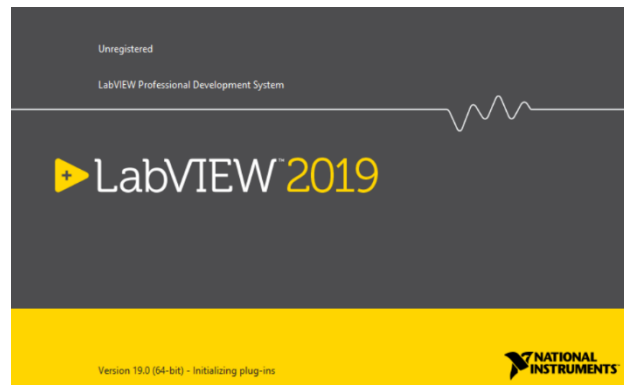 Unregistered
LabVIEW Professional Development System
LabVIEW™ 2019
Version 19.0 (64-bit) - Initializing plug-ins
NATIONAL
INSTRUMENTS™